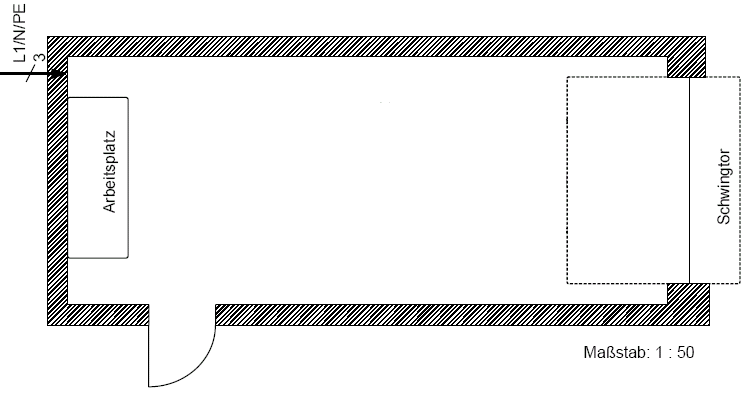 L1/N/PE
3
Arbeitsplatz
Schwingtor
Maßstab: 1 : 50